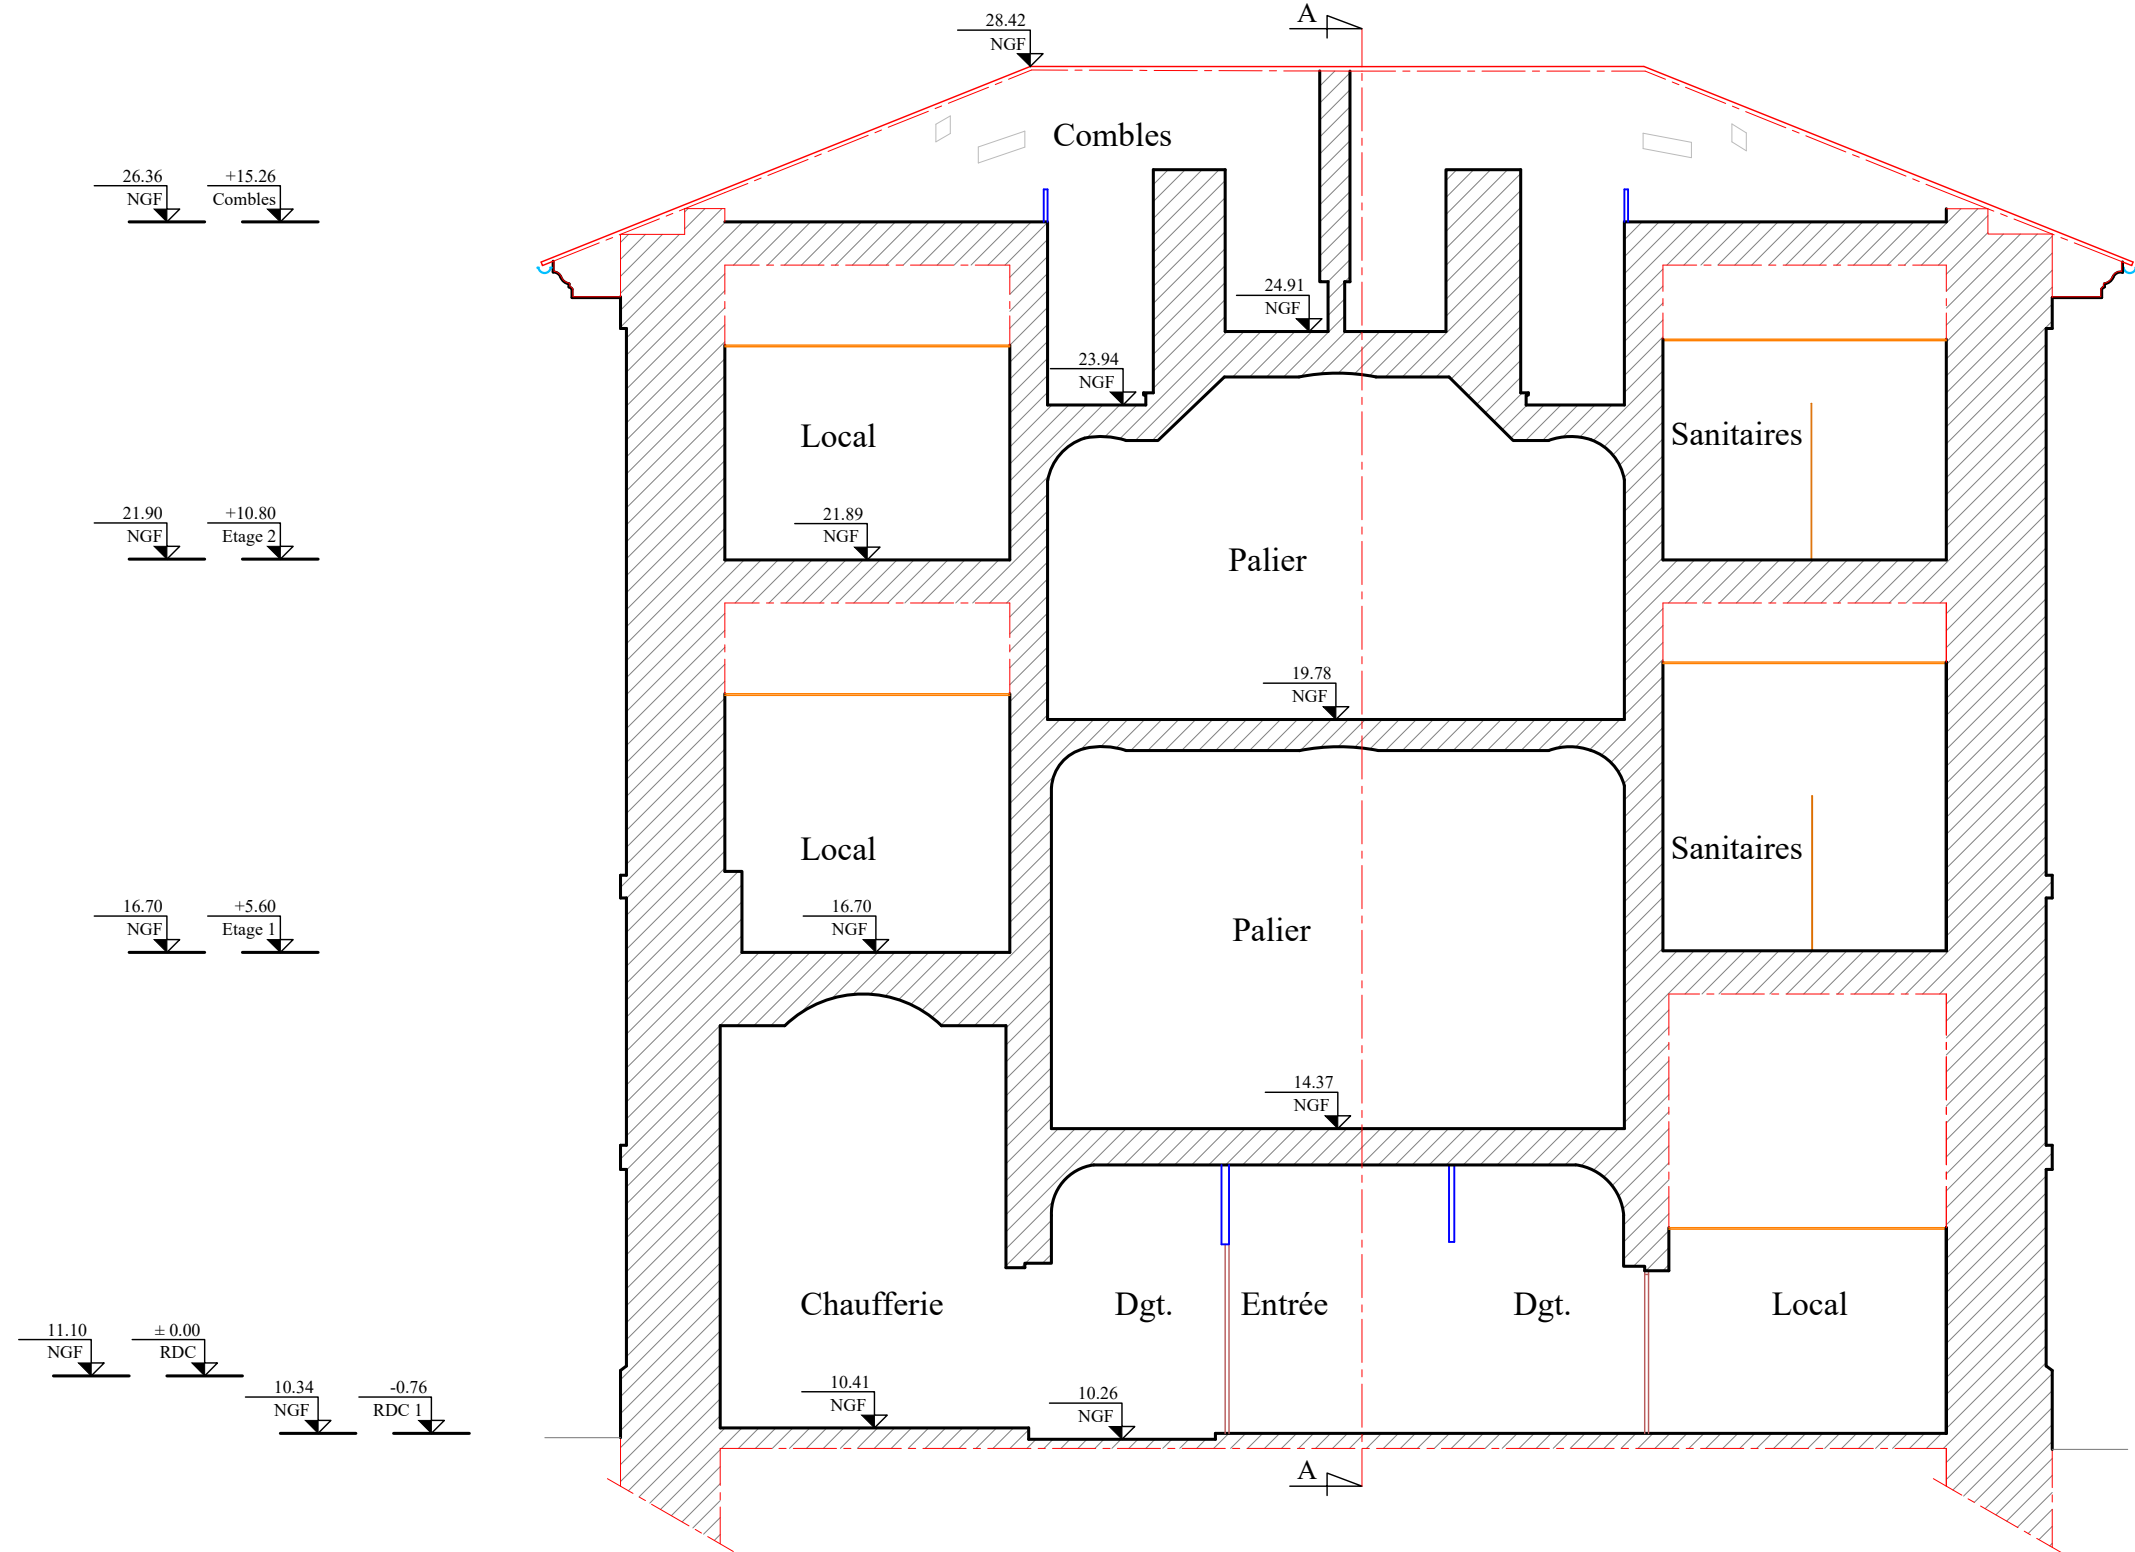 A
28.42
NGF
Combles
26.36
NGF
+15.26
Combles
24.91
NGF
23.94
NGF
Local
Sanitaires
21.90
NGF
+10.80
Etage 2
21.89
NGF
Palier
19.78
NGF
Local
Sanitaires
16.70
NGF
+5.60
Etage 1
16.70
NGF
Palier
14.37
NGF
Chaufferie
Dgt.
Entrée
Dgt.
Local
11.10
NGF
± 0.00
RDC
10.34
NGF
-0.76
RDC 1
10.41
NGF
10.26
NGF
A